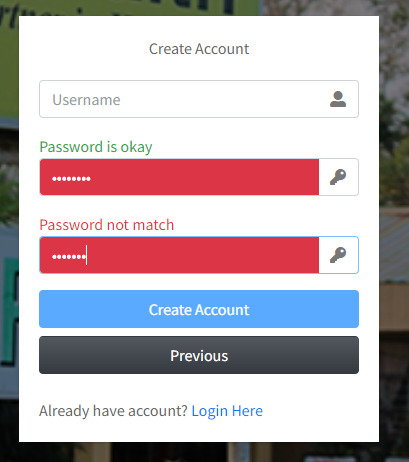 Create Account
Username
Password is okay
••••••••
Password not match
•••••••
Create Account
Previous
Already have account? Login Here